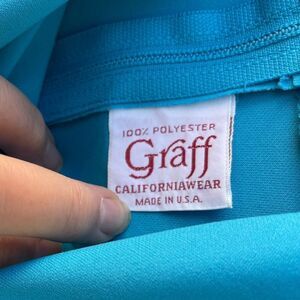 100% POLYESTER
Graff
CALIFORNIAWEAR
MADE IN U.S.A.